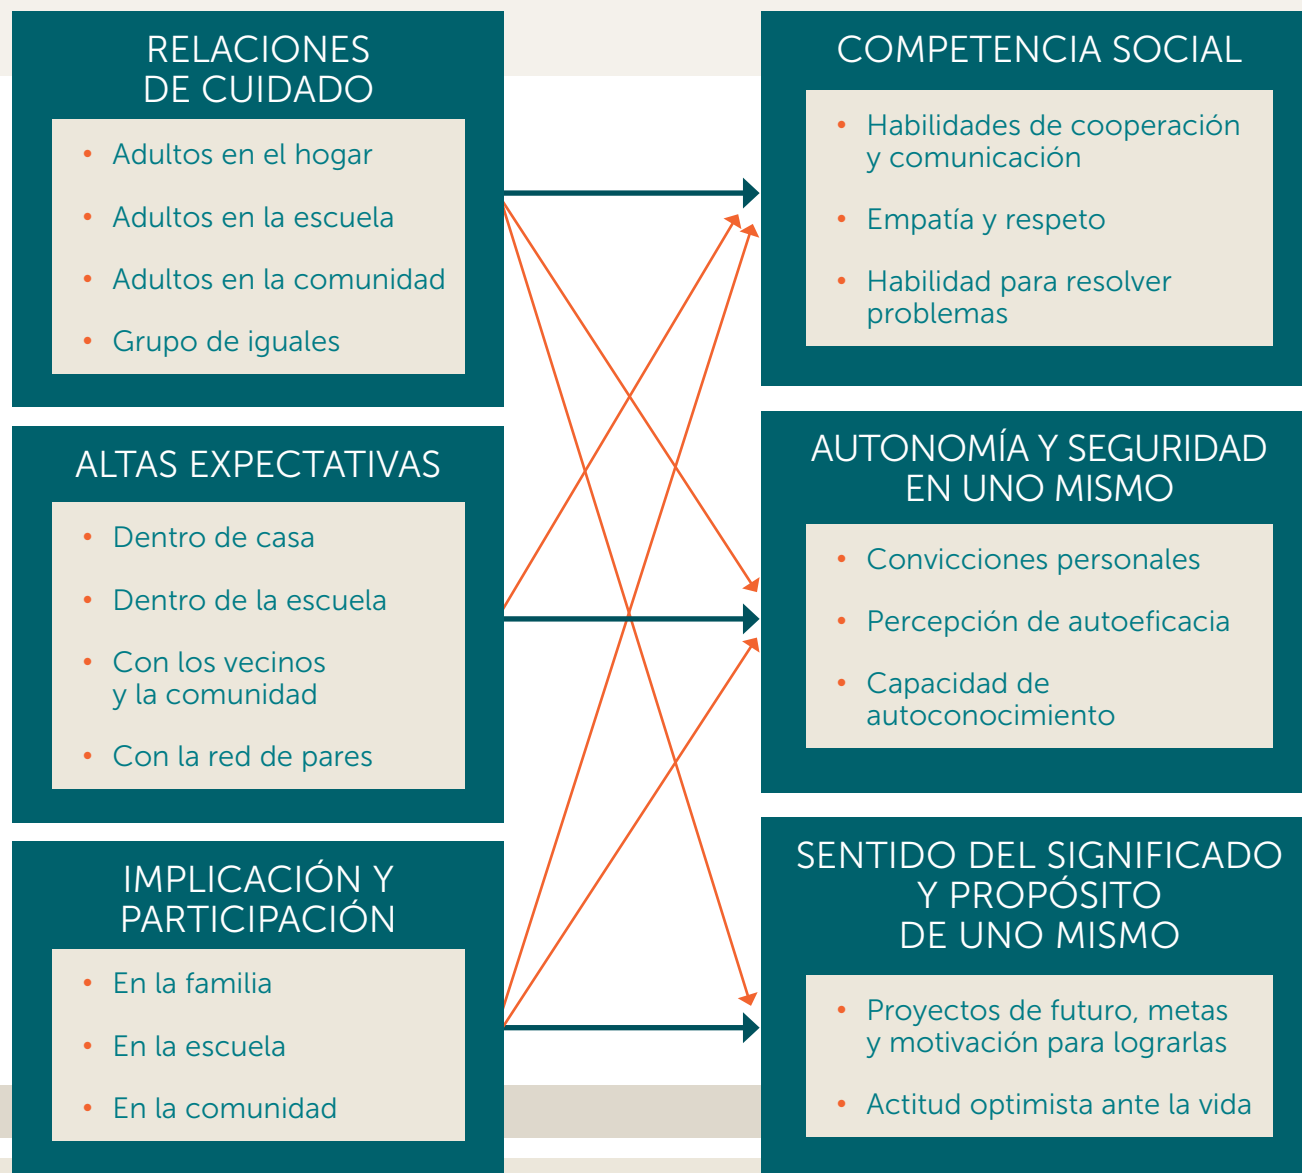 RELACIONES
DE CUIDADO
• Adultos en el hogar
• Adultos en la escuela
• Adultos en la comunidad
• Grupo de iguales
ALTAS EXPECTATIVAS
• Dentro de casa
• Dentro de la escuela
• Con los vecinos
y la comunidad
• Con la red de pares
IMPLICACIÓN Y
PARTICIPACIÓN
• En la familia
• En la escuela
• En la comunidad
COMPETENCIA SOCIAL
• Habilidades de cooperación
y comunicación
• Empatía y respeto
• Habilidad para resolver
problemas
AUTONOMÍA Y SEGURIDAD
EN UNO MISMO
• Convicciones personales
• Percepción de autoeficacia
• Capacidad de
autoconocimiento
SENTIDO DEL SIGNIFICADO
Y PROPÓSITO
DE UNO MISMO
• Proyectos de futuro, metas
y motivación para lograrlas
• Actitud optimista ante la vida